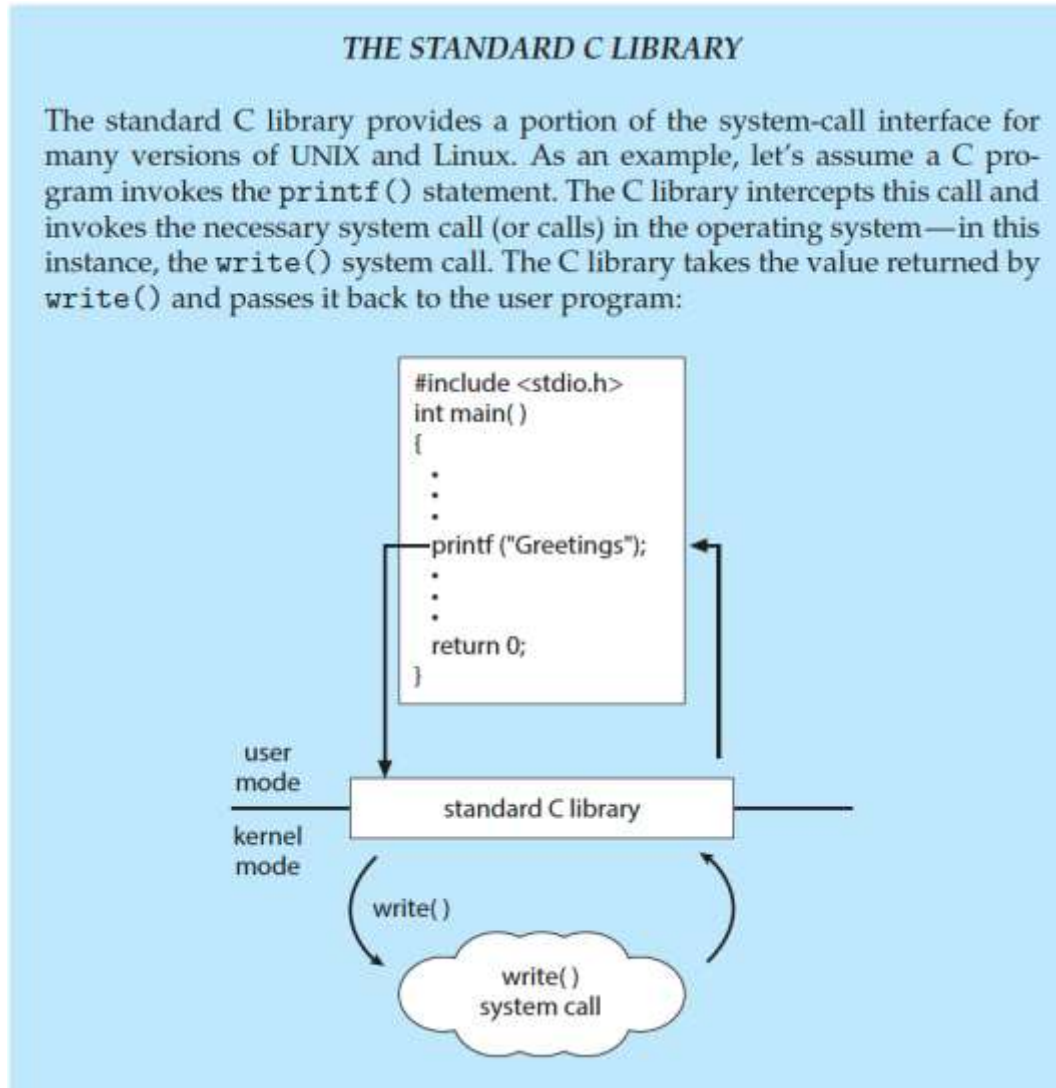 THE STANDARD C LIBRARY
The standard C library provides a portion of the system-call interface for
many versions of UNIX and Linux. As an example, let's assume a C pro-
gram invokes the printf() statement. The C library intercepts this call and
invokes the necessary system call (or calls) in the operating system—in this
instance, the write() system call. The C library takes the value returned by
write() and passes it back to the user program:
#include <stdio.h>
int main( )
{
•
•
•
printf ("Greetings");
•
•
•
return 0;
}
user
mode
standard C library
kernel
mode
write( )
write( )
system call